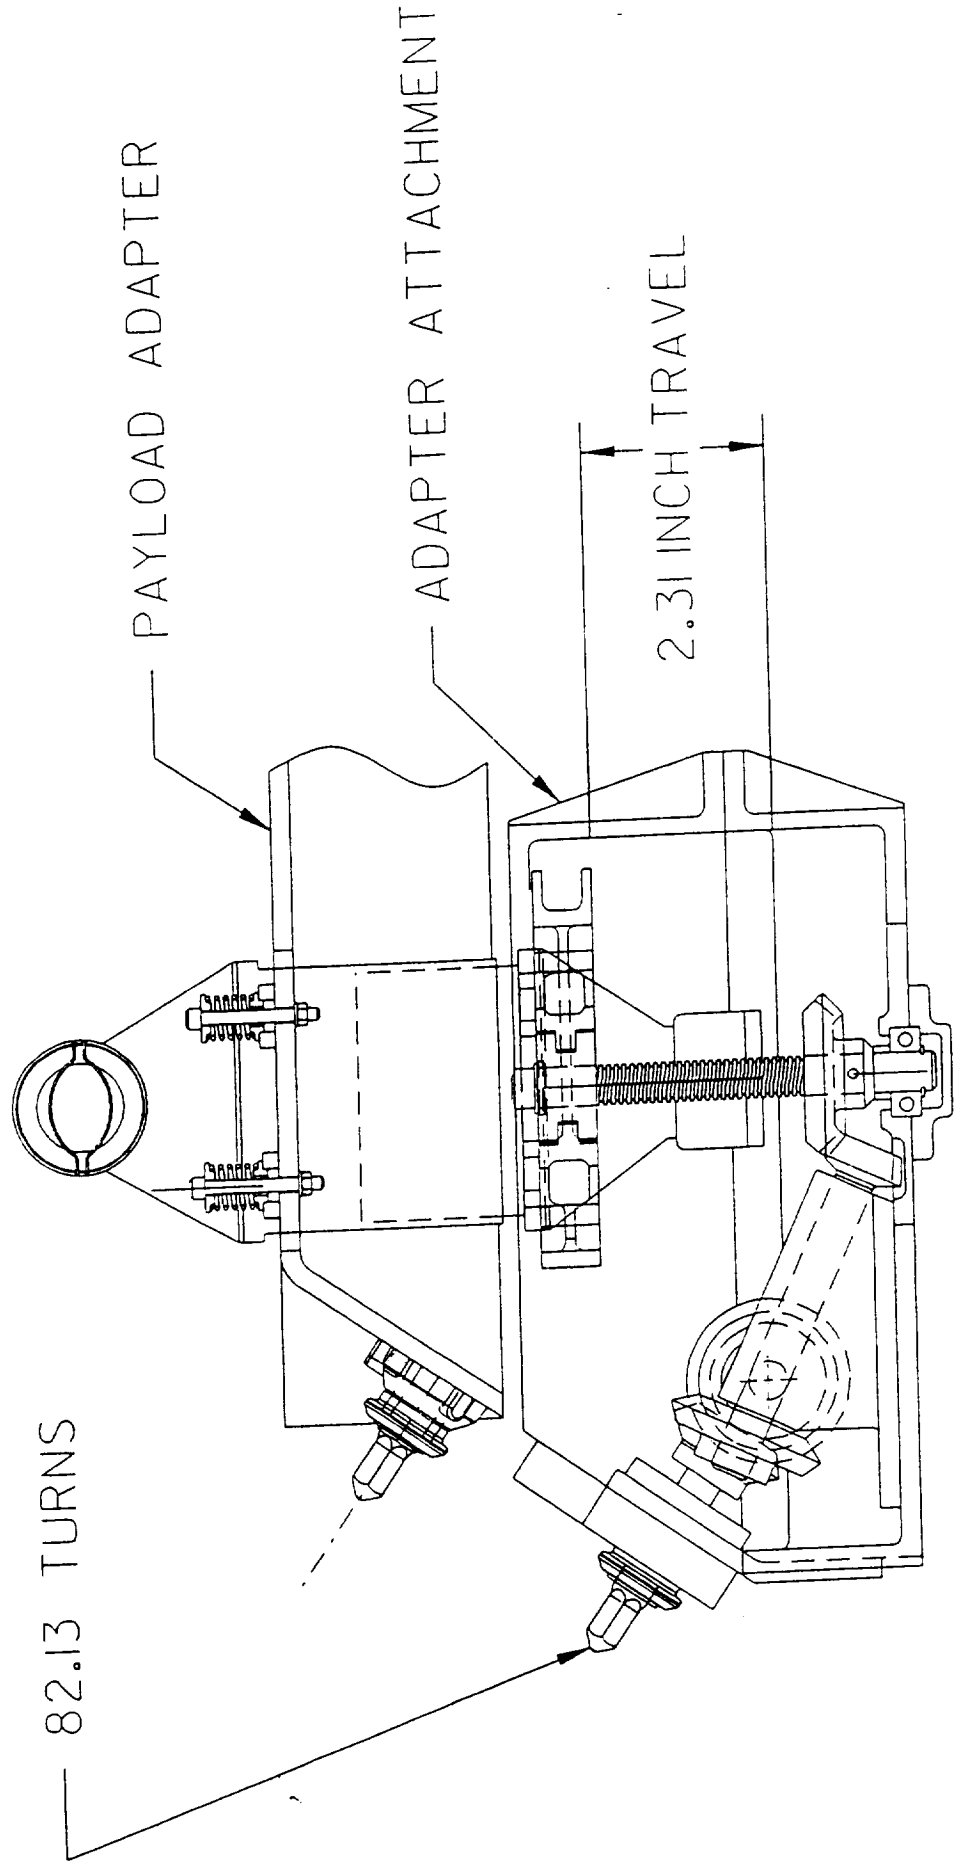 82.13 TURNS
PAYLOAD ADAPTER
ADAPTER ATTACHMENT
2.31 INCH TRAVEL